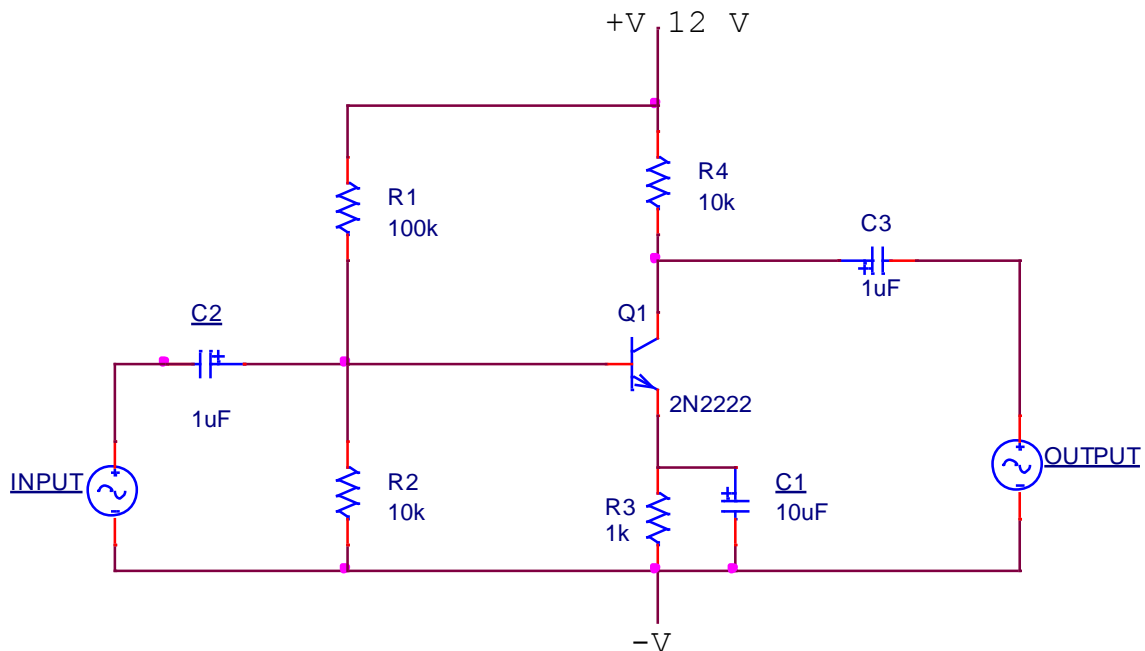 +V 12 V
R1
100k
R4
10k
C3
1uF
C2
1uF
Q1
2N2222
INPUT
R2
10k
R3
1k
C1
10uF
OUTPUT
-V